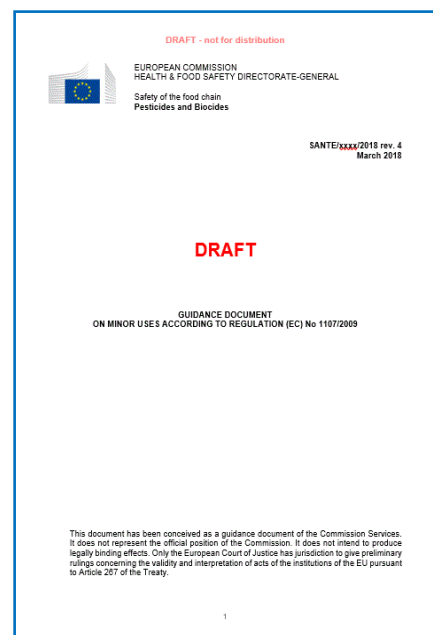 DRAFT - not for distribution
EUROPEAN COMMISSION
HEALTH & FOOD SAFETY DIRECTORATE-GENERAL
Safety of the food chain
Pesticides and Biocides
SANTE/xxxx/2018 rev. 4
March 2018
DRAFT
GUIDANCE DOCUMENT
ON MINOR USES ACCORDING TO REGULATION (EC) No 1107/2009
This document has been conceived as a guidance document of the Commission Services.
It does not represent the official position of the Commission. It does not intend to produce
legally binding effects. Only the European Court of Justice has jurisdiction to give preliminary
rulings concerning the validity and interpretation of acts of the institutions of the EU pursuant
to Article 267 of the Treaty.
1